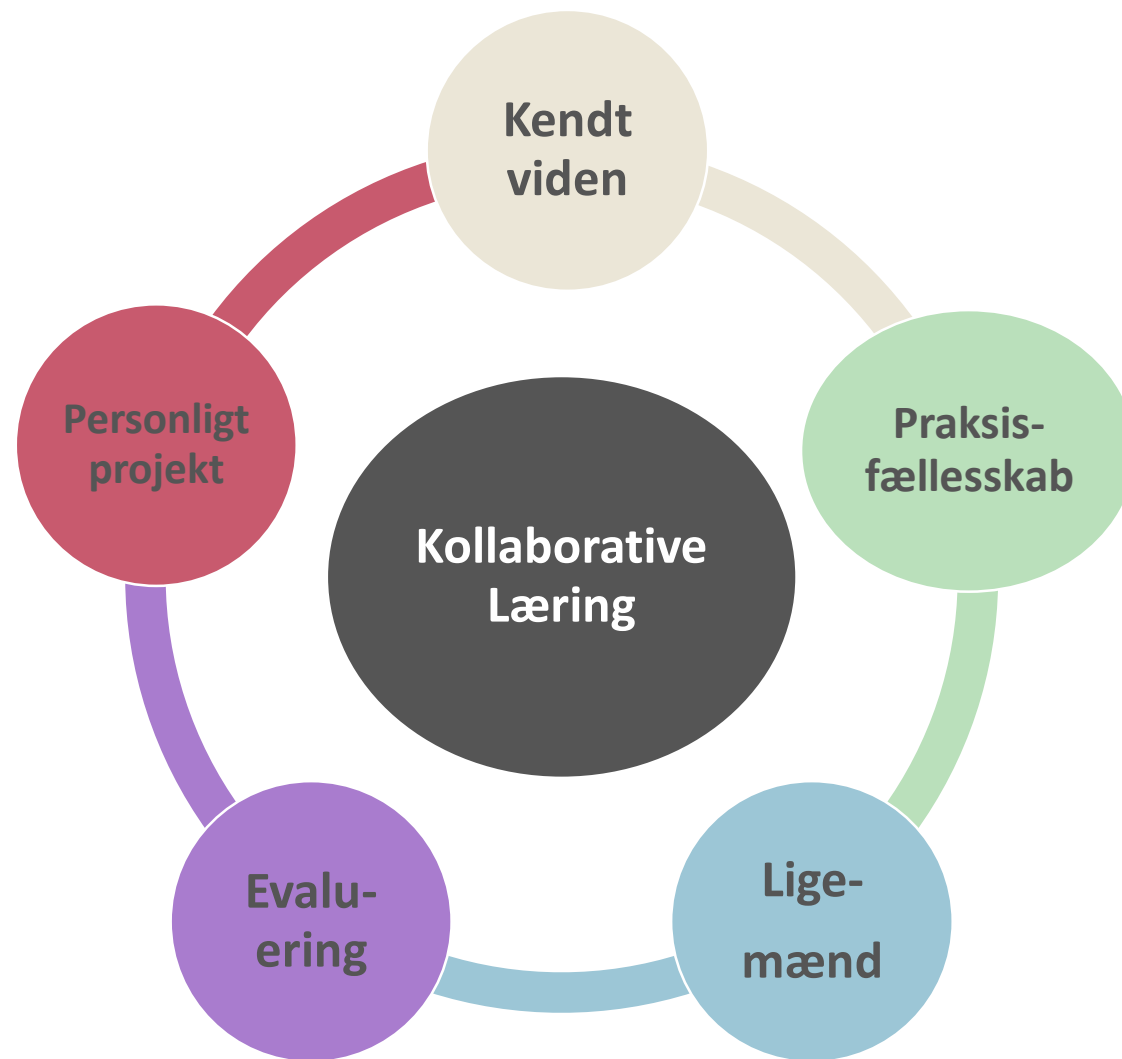 Kendt
viden
Praksis-
fællesskab
Lige-
mænd
Evalu-
ering
Personligt
projekt
Kollaborative
Læring